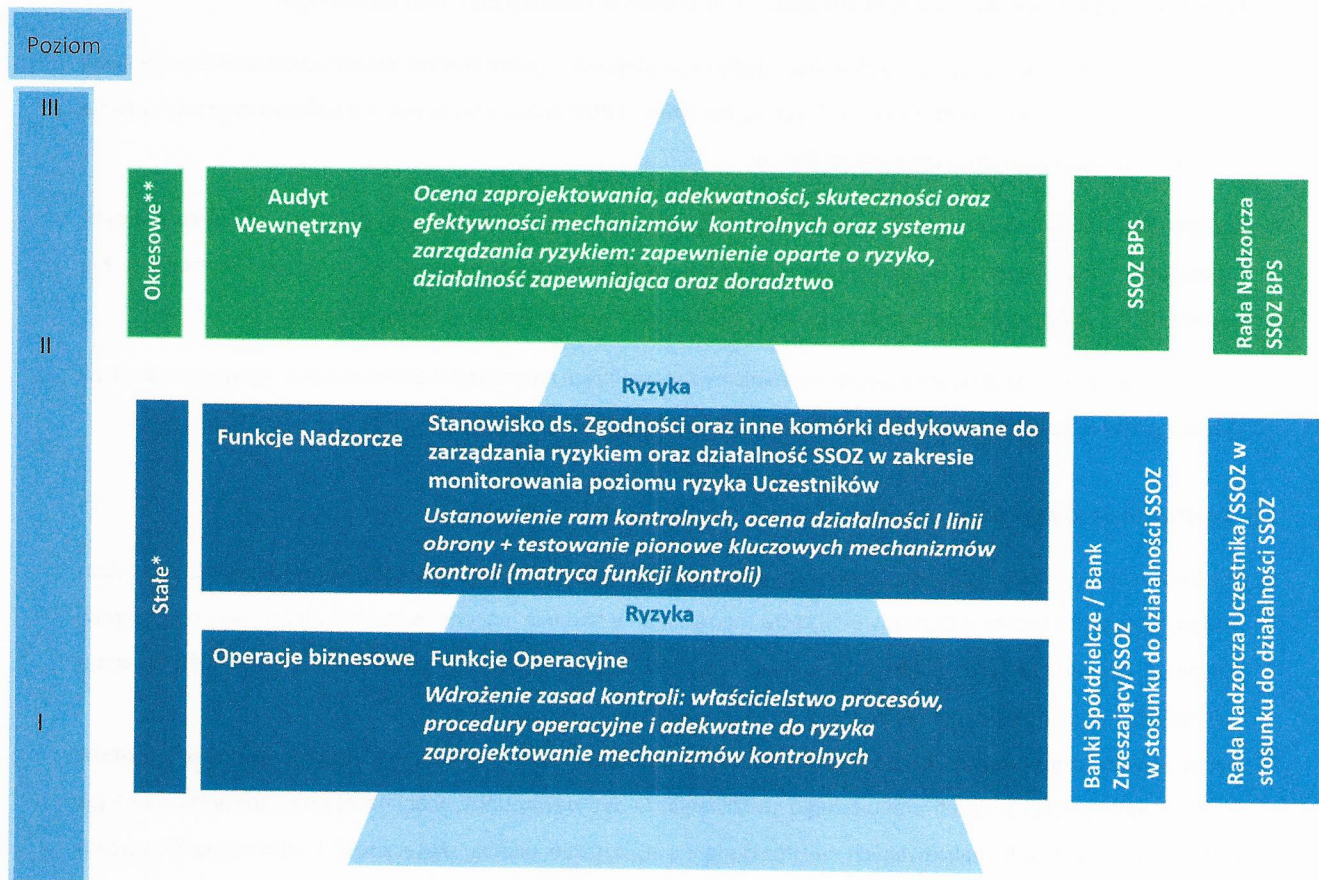 Poziom
III
Okresowe**
Audyt
Wewnętrzny
Ocena zaprojektowania, adekwatności, skuteczności oraz
efektywności mechanizmów kontrolnych oraz systemu
zarządzania ryzykiem: zapewnienie oparte o ryzyko,
działalność zapewniająca oraz doradztwo
SSOZ BPS
Rada Nadzorcza
SSOZ BPS
II
Ryzyka
Stałe*
Funkcje Nadzorcze
Stanowisko ds. Zgodności oraz inne komórki dedykowane do
zarządzania ryzykiem oraz działalność SSOZ w zakresie
monitorowania poziomu ryzyka Uczestników
Ustanowienie ram kontrolnych, ocena działalności I linii
obrony + testowanie pionowe kluczowych mechanizmów
kontroli (matryca funkcji kontroli)
Banki Spółdzielcze / Bank
Zrzeszający/SSOZ
w stosunku do działalności SSOZ
Rada Nadzorcza Uczestnika/SSOZ w
stosunku do działalności SSOZ
Ryzyka
I
Operacje biznesowe
Funkcje Operacyjne
Wdrożenie zasad kontroli: właścicielstwo procesów,
procedury operacyjne i adekwatne do ryzyka
zaprojektowanie mechanizmów kontrolnych